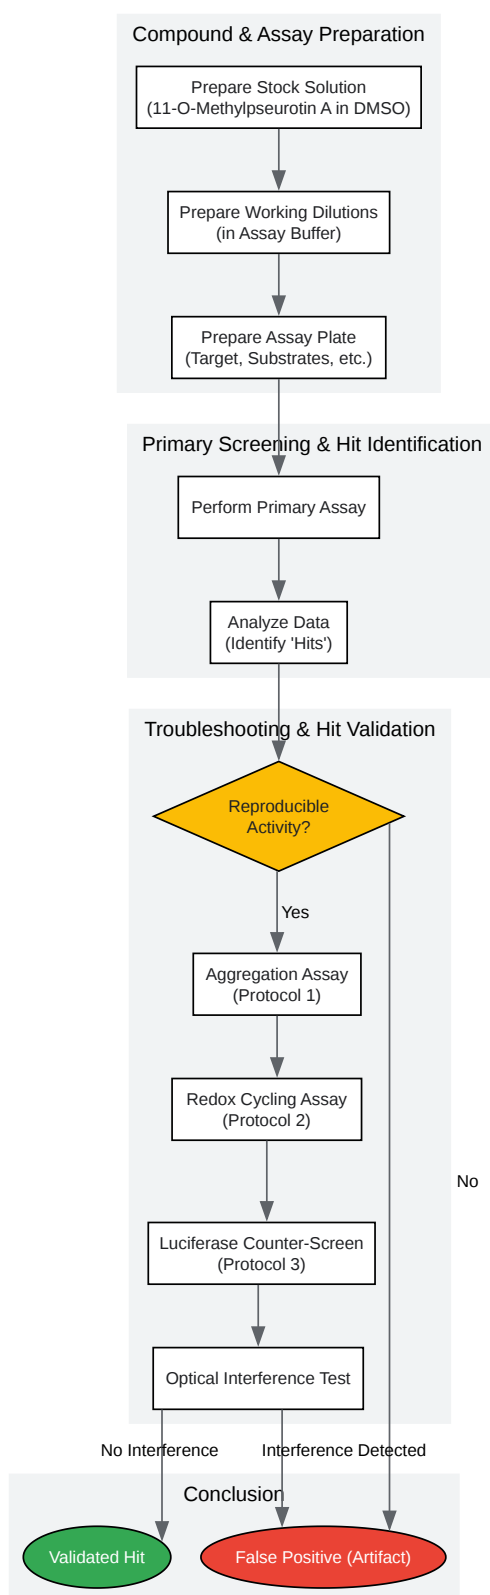 Compound & Assay Preparation
Prepare Stock Solution
(11-O-Methylpseurotin A in DMSO)
Prepare Working Dilutions
(in Assay Buffer)
Prepare Assay Plate
(Target, Substrates, etc.)
Primary Screening & Hit Identification
Perform Primary Assay
Analyze Data
(Identify 'Hits')
Troubleshooting & Hit Validation
Reproducible
Activity?
Yes
Aggregation Assay
(Protocol 1)
Redox Cycling Assay
(Protocol 2)
No
Luciferase Counter-Screen
(Protocol 3)
Optical Interference Test
No Interference
Interference Detected
Conclusion
Validated Hit
False Positive (Artifact)